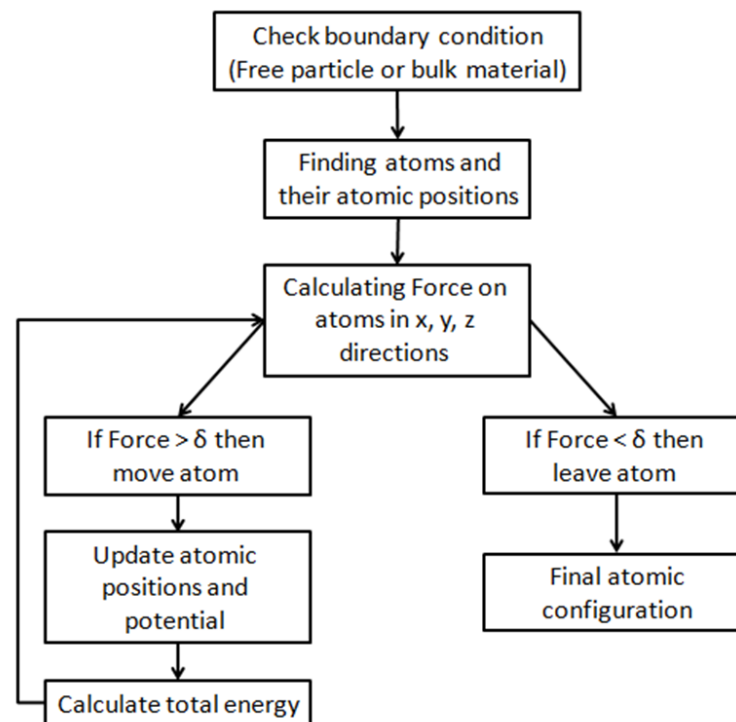 Check boundary condition
(Free particle or bulk material)
Finding atoms and
their atomic positions
Calculating Force on
atoms in x, y, z
directions
If Force > δ then
move atom
If Force < δ then
leave atom
Update atomic
positions and
potential
Final atomic
configuration
Calculate total energy